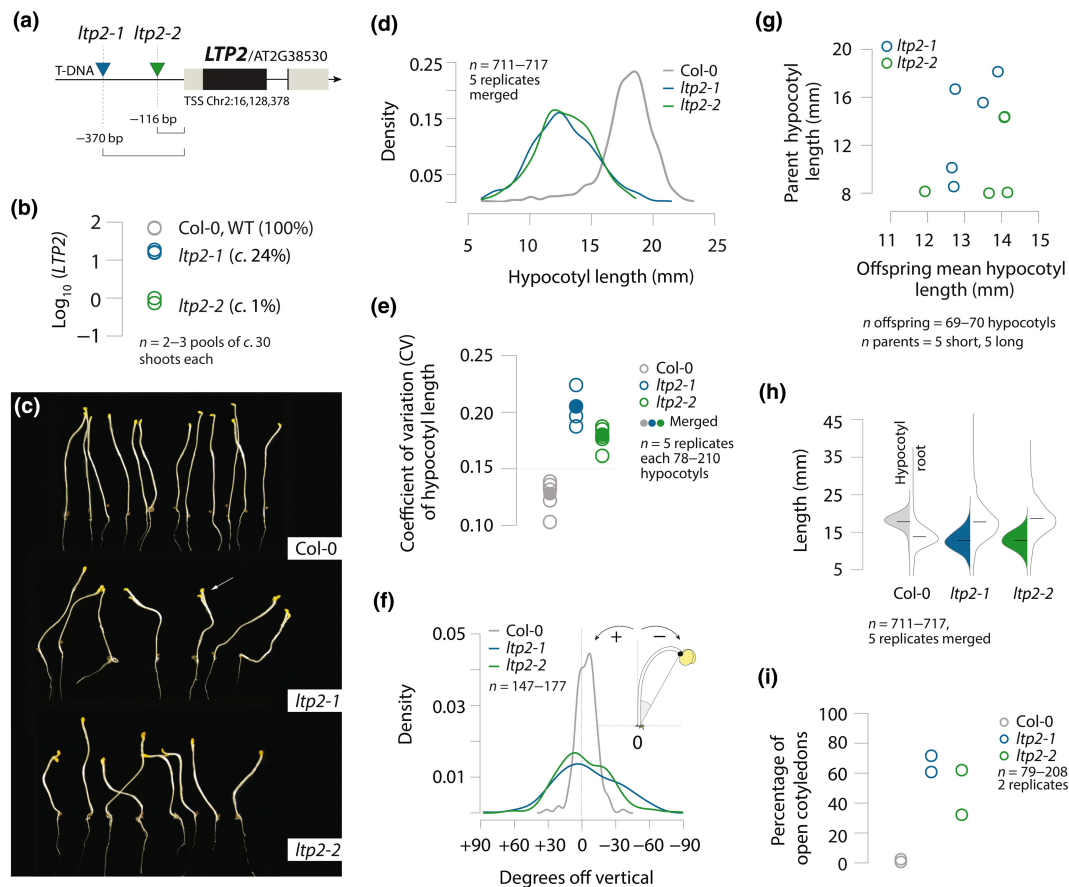 (a)
ltp2-1
ltp2-2
LTP2/AT2G38530
T-DNA
TSS Chr2:16,128,378
−116 bp
−370 bp
(b)
Log10 (LTP2)
2
1
0
−1
Col-0, WT (100%)
ltp2-1 (c. 24%)
ltp2-2 (c. 1%)
n = 2–3 pools of c. 30
shoots each
(c)
Col-0
ltp2-1
ltp2-2
(d)
n = 711–717
5 replicates
merged
Col-0
ltp2-1
ltp2-2
Density
0.25
0.15
0.05
5
10
15
20
25
Hypocotyl length (mm)
(e)
Coefficient of variation (CV)
of hypocotyl length
0.25
0.20
0.15
0.10
Col-0
ltp2-1
ltp2-2
Merged
n = 5 replicates
each 78–210
hypocotyls
(f)
Col-0
ltp2-1
ltp2-2
n = 147–177
Density
0.05
0.03
0.01
+
−
0
+90
+60
+30
0
−30
−60
−90
Degrees off vertical
(g)
ltp2-1
ltp2-2
Parent hypocotyl
length (mm)
20
16
12
8
11
12
13
14
15
Offspring mean hypocotyl
length (mm)
n offspring = 69–70 hypocotyls
n parents = 5 short, 5 long
(h)
Length (mm)
45
35
25
15
5
Hypocotyl
root
Col-0
ltp2-1
ltp2-2
n = 711–717,
5 replicates merged
(i)
Percentage of
open cotyledons
100
80
60
40
20
0
Col-0
ltp2-1
ltp2-2
n = 79–208
2 replicates